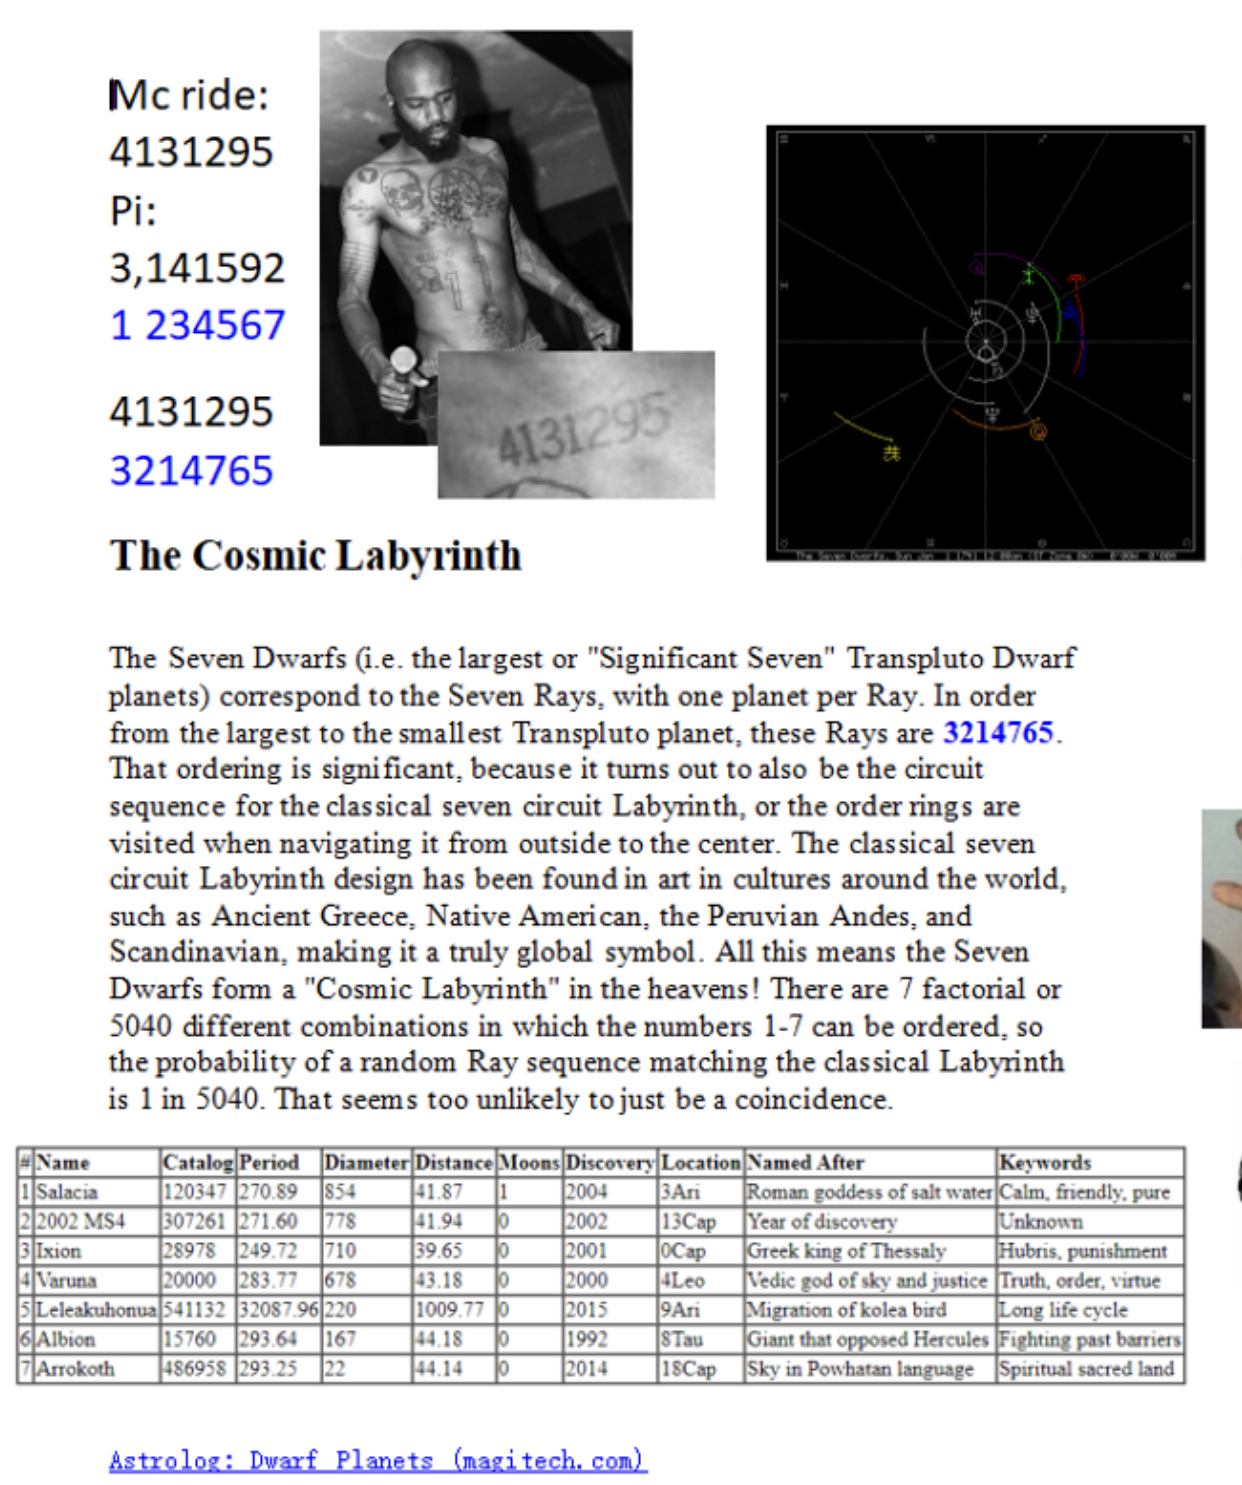 Mc ride:
4131295
Pi:
3,141592
1 234567
4131295
3214765
4131295
The Cosmic Labyrinth
The Seven Dwarfs (i.e. the largest or "Significant Seven" Transpluto Dwarf
planets) correspond to the Seven Rays, with one planet per Ray. In order
from the largest to the smallest Transpluto planet, these Rays are 3214765.
That ordering is significant, because it turns out to also be the circuit
sequence for the classical seven circuit Labyrinth, or the order rings are
visited when navigating it from outside to the center. The classical seven
circuit Labyrinth design has been found in art in cultures around the world,
such as Ancient Greece, Native American, the Peruvian Andes, and
Scandinavian, making it a truly global symbol. All this means the Seven
Dwarfs form a "Cosmic Labyrinth" in the heavens! There are 7 factorial or
5040 different combinations in which the numbers 1-7 can be ordered, so
the probability of a random Ray sequence matching the classical Labyrinth
is 1 in 5040. That seems too unlikely to just be a coincidence.
# Name Catalog Period Diameter Distance Moons Discovery Location Named After Keywords
1 Salacia 120347 270.89 854 41.87 1 2004 3Ari Roman goddess of salt water Calm, friendly, pure
2 2002 MS4 307261 271.60 778 41.94 0 2002 13Cap Year of discovery Unknown
3 Ixion 28978 249.72 710 39.65 0 2001 0Cap Greek king of Thessaly Hubris, punishment
4 Varuna 20000 283.77 678 43.18 0 2000 4Leo Vedic god of sky and justice Truth, order, virtue
5 Leleakuhonua 541132 32087.96 220 1009.77 0 2015 9Ari Migration of kolea bird Long life cycle
6 Albion 15760 293.64 167 44.18 0 1992 8Tau Giant that opposed Hercules Fighting past barriers
7 Arrokoth 486958 293.25 22 44.14 0 2014 18Cap Sky in Powhatan language Spiritual sacred land
Astrolog: Dwarf Planets (magitech.com)